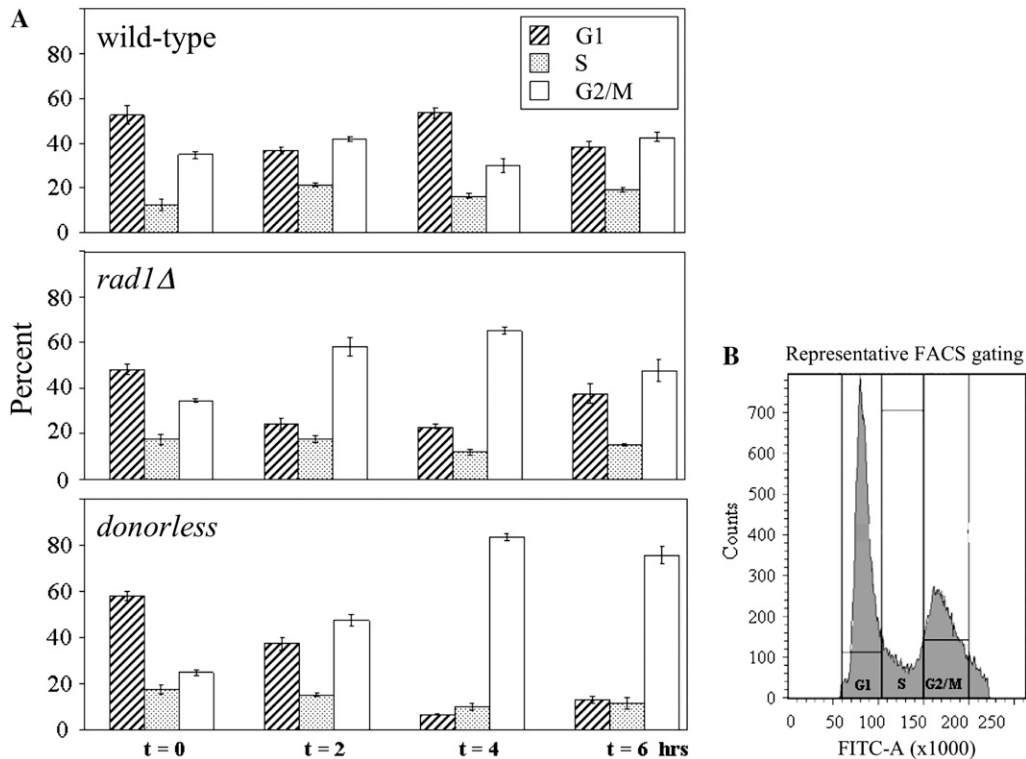 A
wild-type
G1
S
G2/M
80
60
40
20
0
rad1Δ
80
60
40
20
0
Percent
donorless
80
60
40
20
0
t = 0 t = 2 t = 4 t = 6 hrs
B
Representative FACS gating
700
600
500
400
300
200
100
0
Counts
G1 S G2/M
0 50 100 150 200 250
FITC-A (x1000)